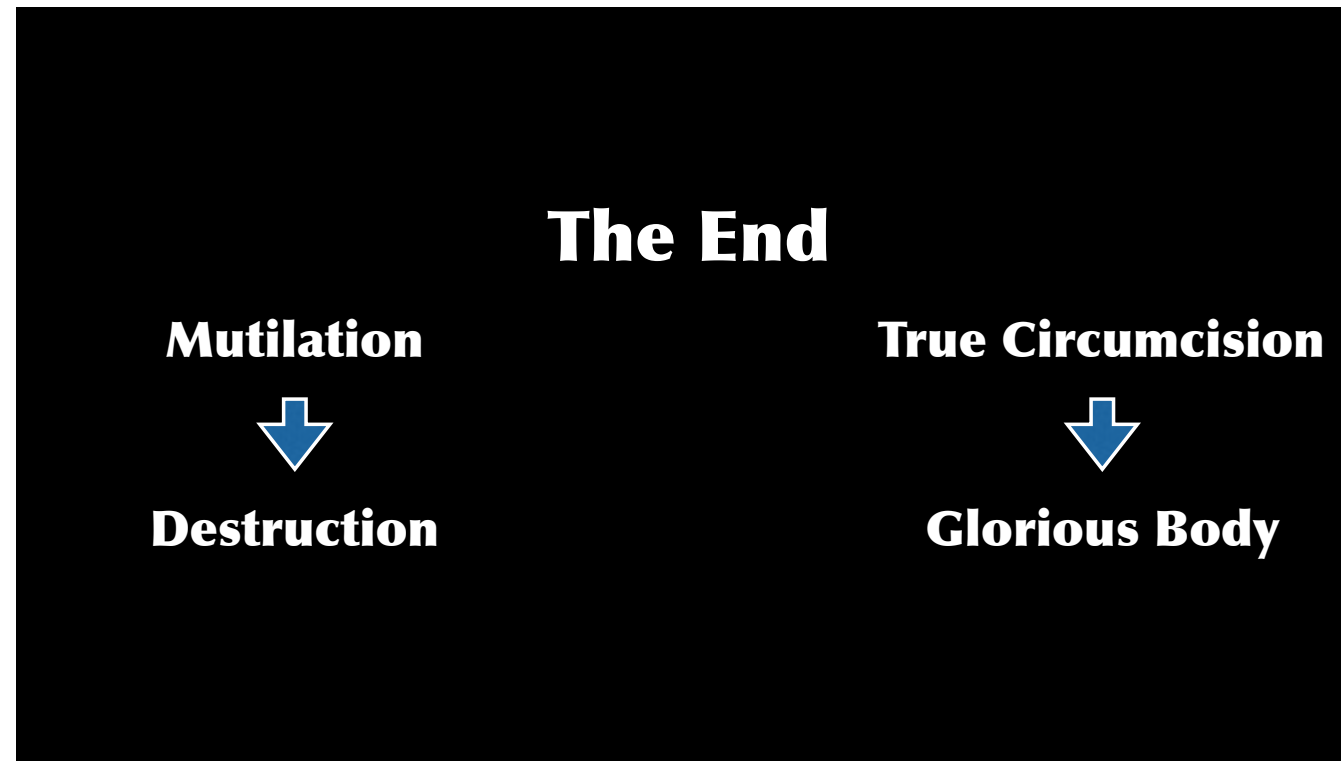 The End
Mutilation
True Circumcision
Destruction
Glorious Body